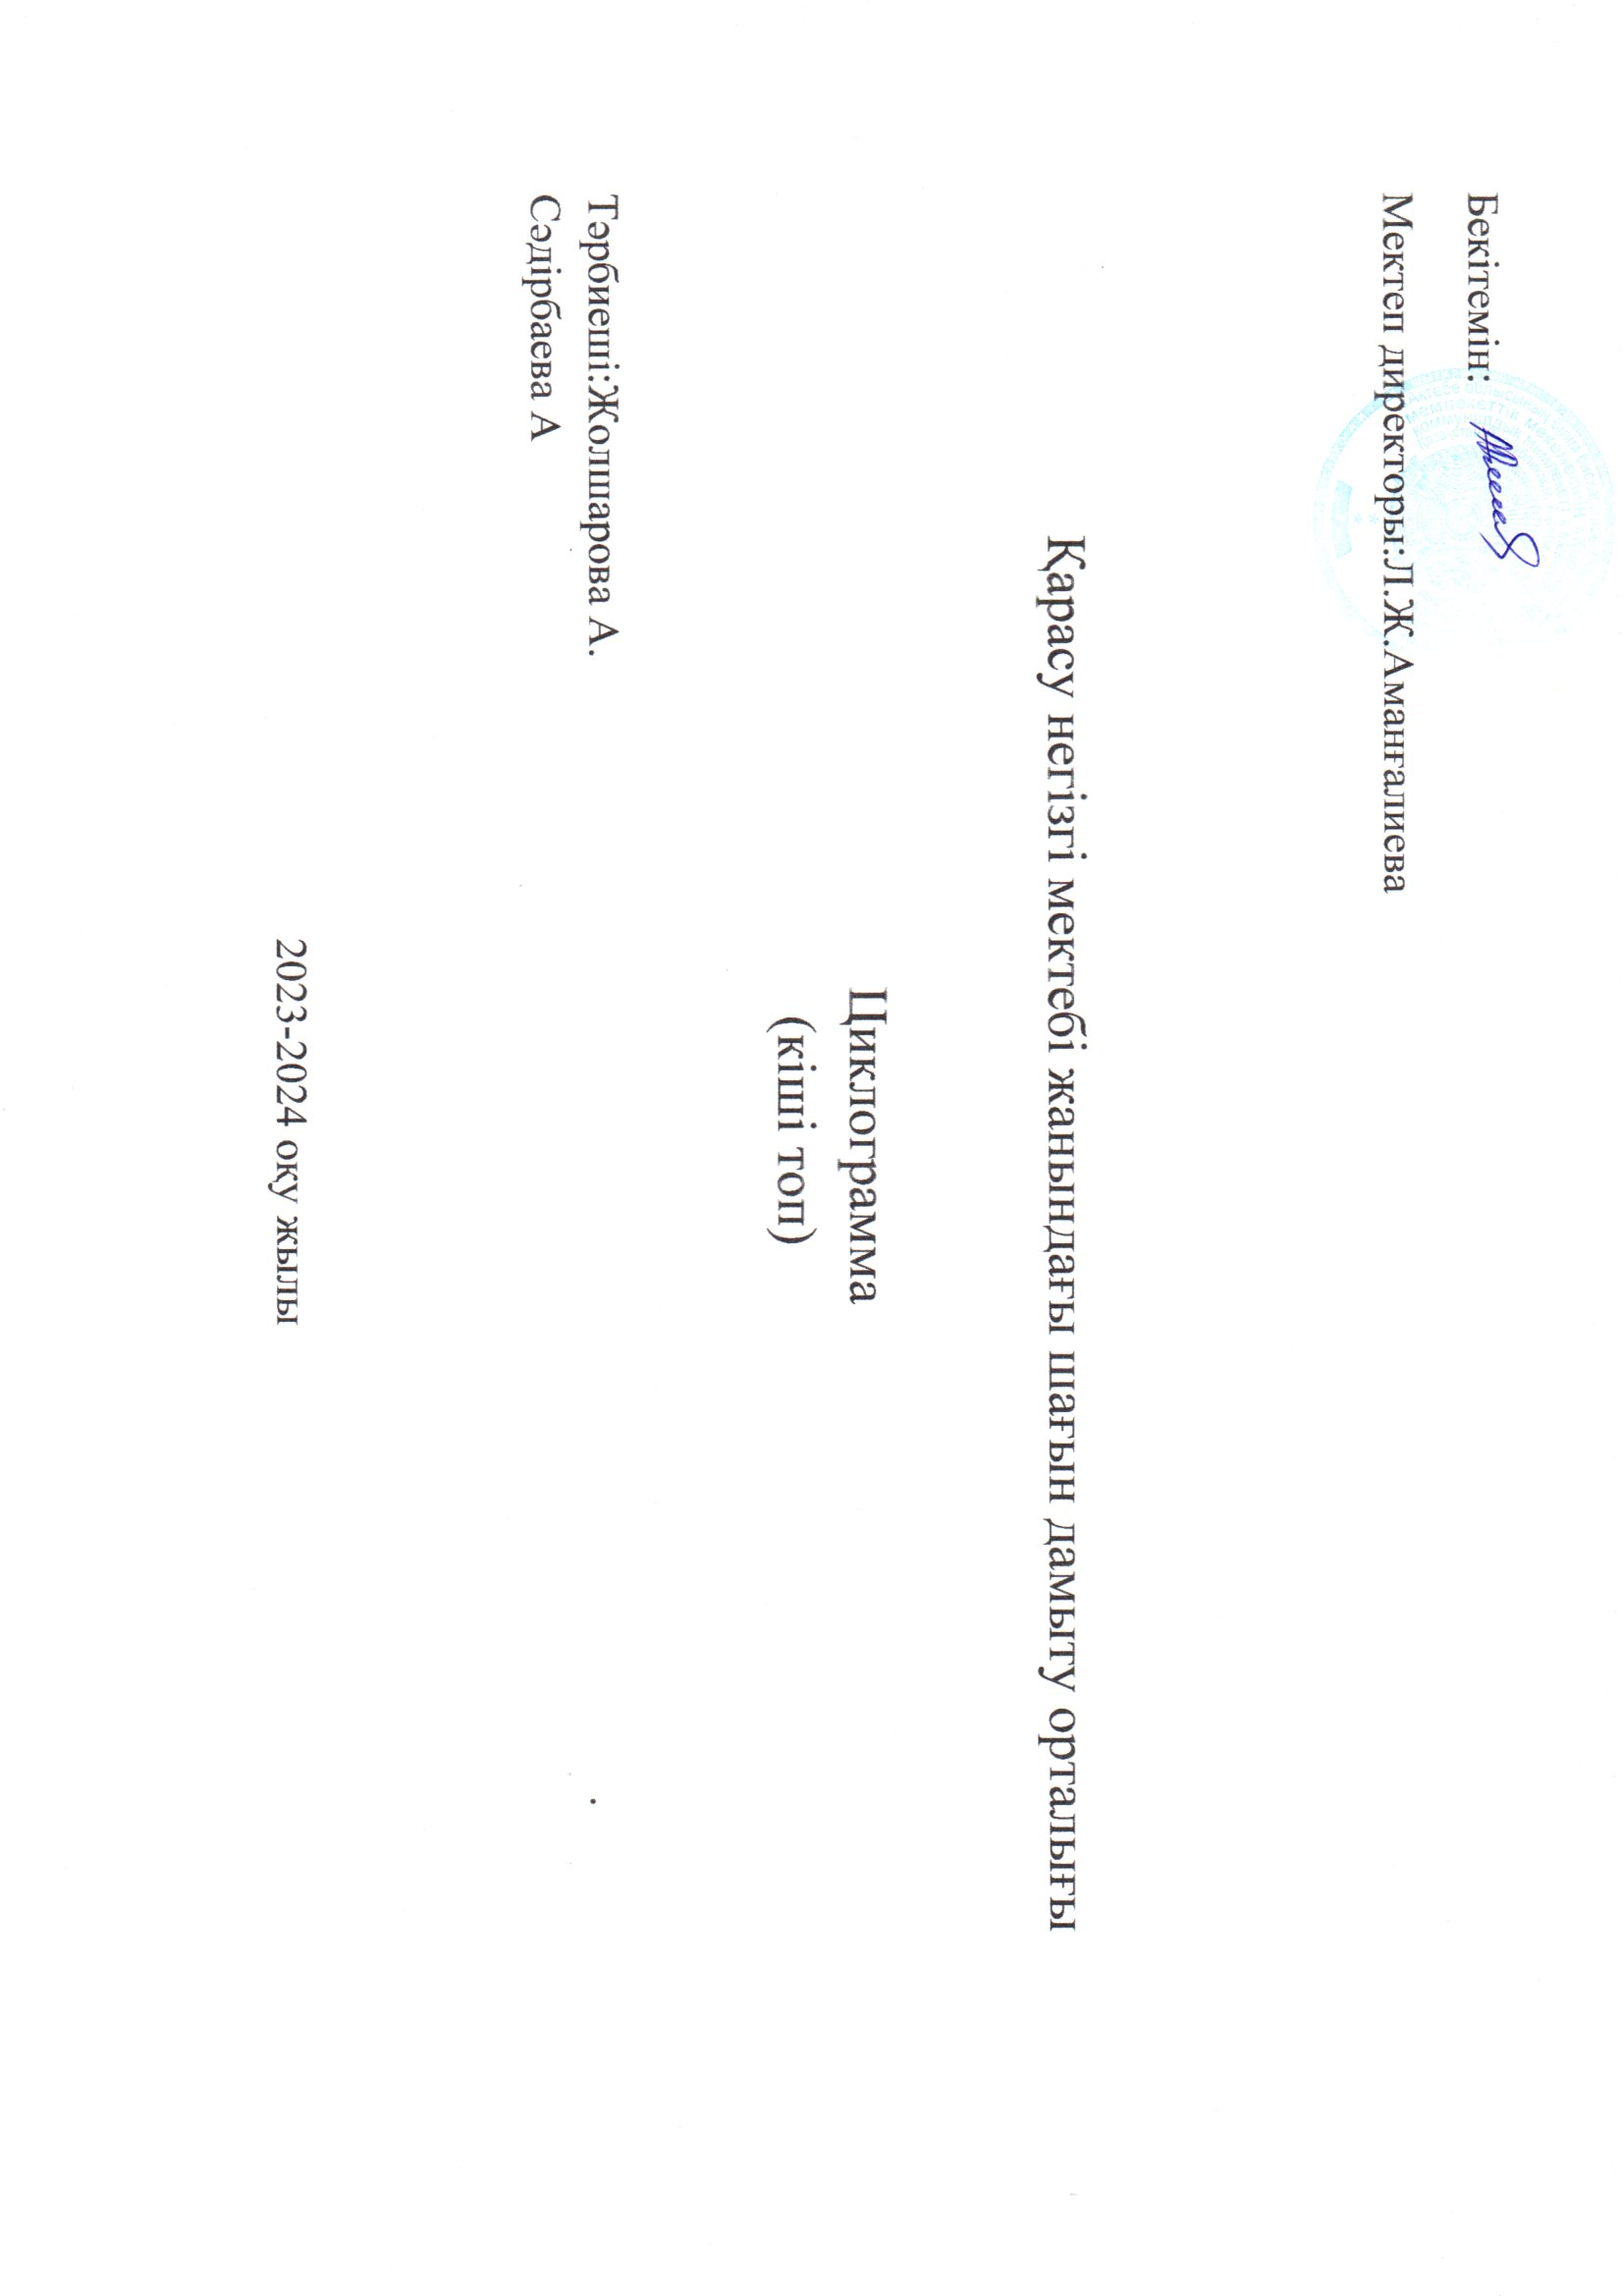 Бекітемін:
Мектеп директоры:Л.Ж.Аманғалиева
Қарасу негізгі мектебі жанындағы шағын дамыту орталығы
Циклограмма
(кіші топ)
Тәрбиеші:Жолшарова А.
Сәдірбаева А
2023-2024 оқу жылы